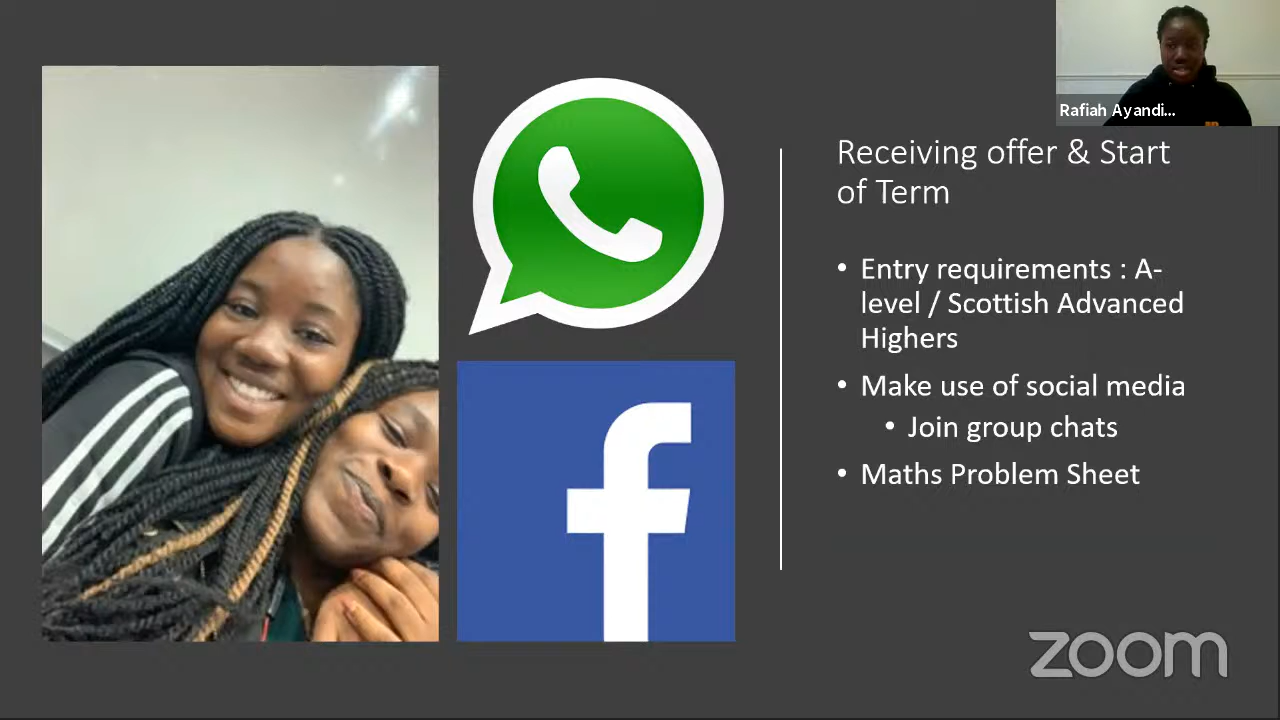 Rafiah Ayandi...
Receiving offer & Start
of Term
• Entry requirements : A-
level / Scottish Advanced
Highers
• Make use of social media
• Join group chats
• Maths Problem Sheet
zoom